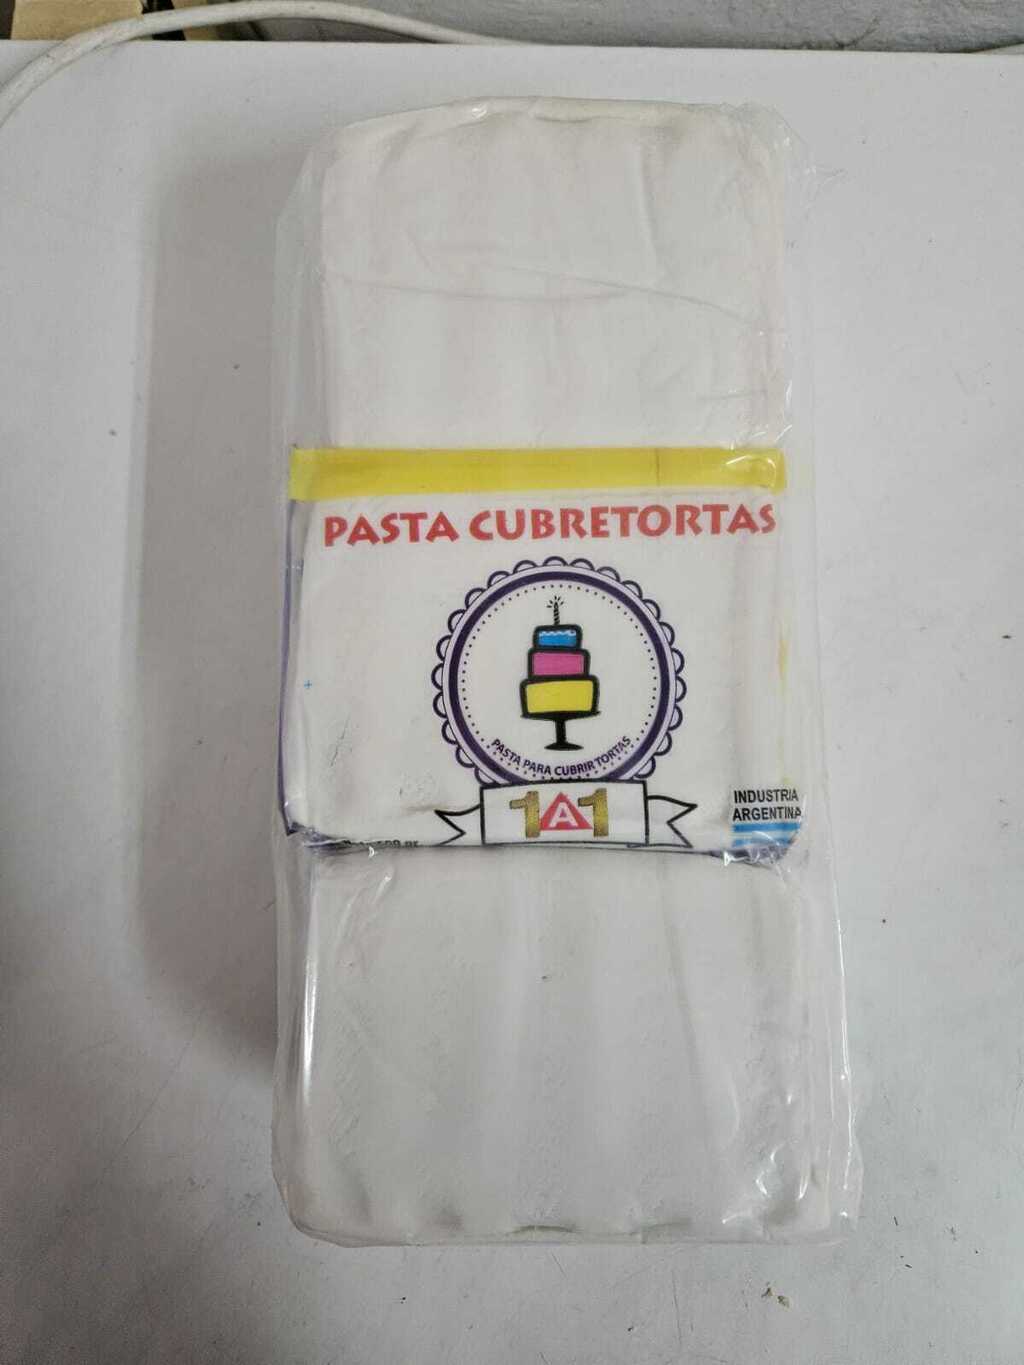 PASTA CUBRETORTAS
PASTA PARA CUBRIR TORTAS
1A1
INDUSTRIA
ARGENTINA